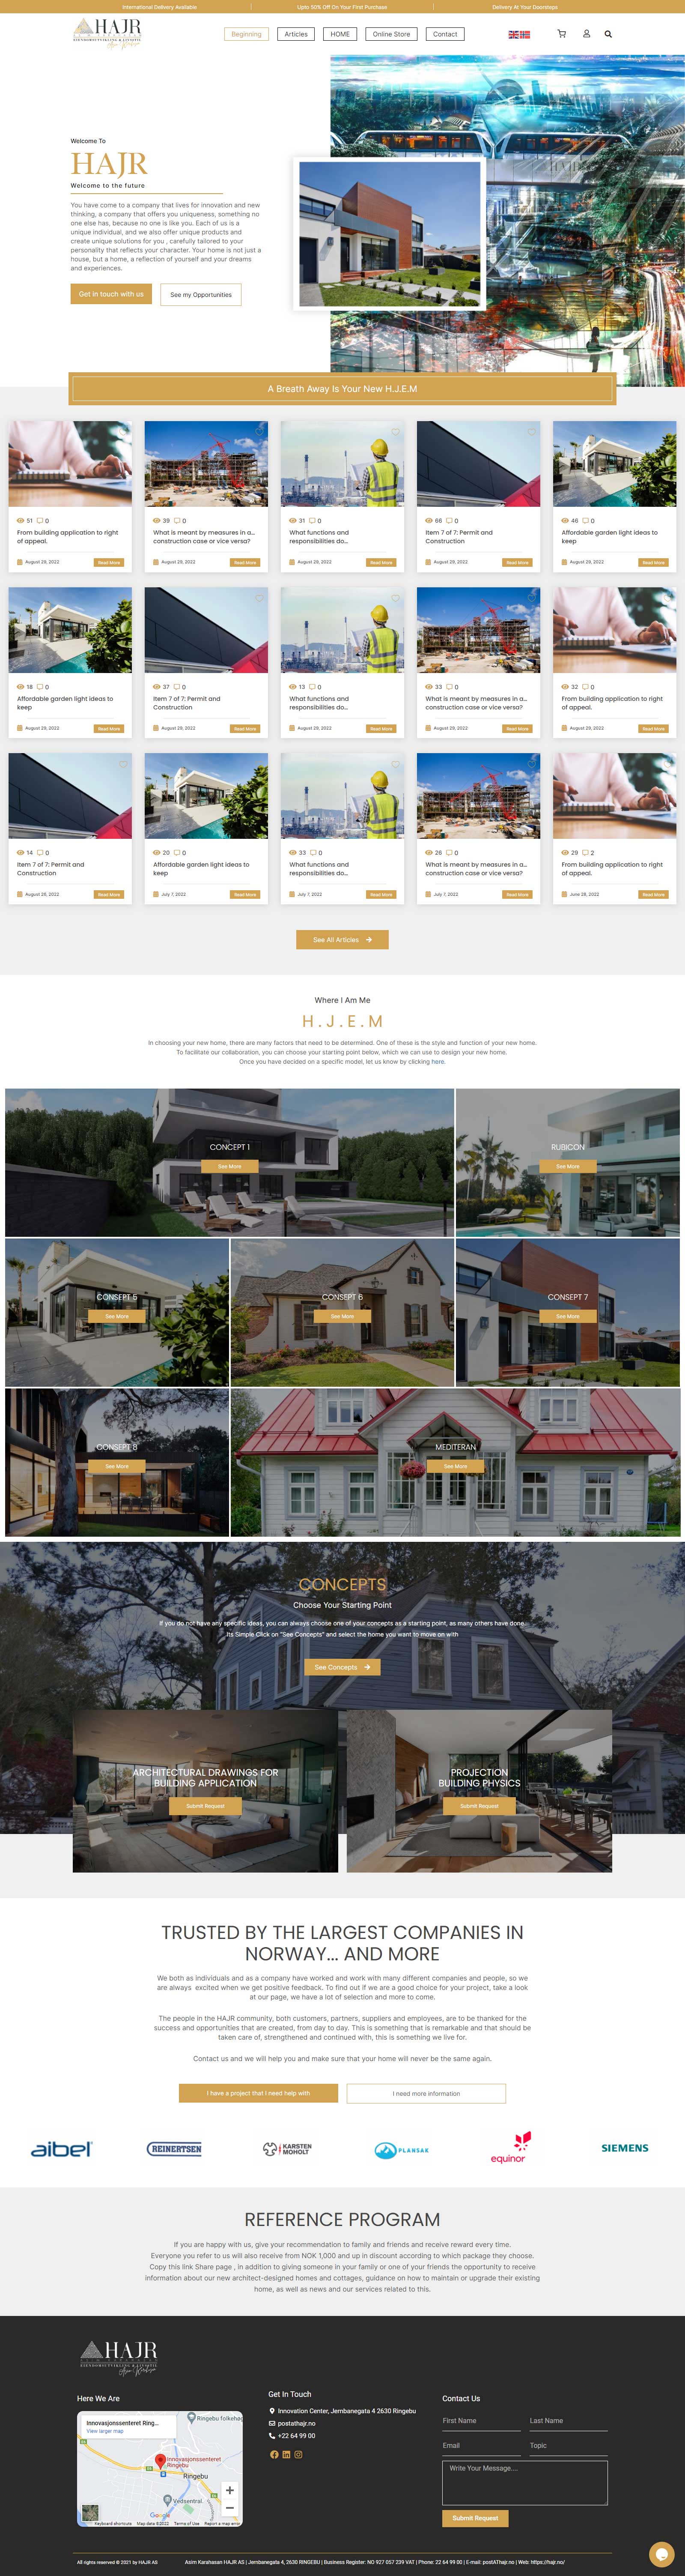 International Delivery Available
Upto 50% Off On Your First Purchase
Delivery At Your Doorsteps
HAJR
Beginning
Articles
HOME
Online Store
Contact
Welcome To
HAJR
Welcome to the future
You have come to a company that lives for innovation and new
thinking, a company that offers you uniqueness, something no
one else has, because no one is like you. Each of us is a
unique individual, and we also offer unique products and
create unique solutions for you , carefully tailored to your
personality that reflects your character. Your home is not just a
house, but a home, a reflection of yourself and your dreams
and experiences.
Get in touch with us
See my Opportunities
A Breath Away Is Your New H.J.E.M
51 0
From building application to right
of appeal.
August 29, 2022
Read More
39 0
What is meant by measures in a...
construction case or vice versa?
August 29, 2022
Read More
31 0
What functions and
responsibilities do...
August 29, 2022
Read More
66 0
Item 7 of 7: Permit and
Construction
August 29, 2022
Read More
46 0
Affordable garden light ideas to
keep
August 29, 2022
Read More
18 0
Affordable garden light ideas to
keep
August 29, 2022
Read More
37 0
Item 7 of 7: Permit and
Construction
August 29, 2022
Read More
13 0
What functions and
responsibilities do...
August 29, 2022
Read More
33 0
What is meant by measures in a...
construction case or vice versa?
August 29, 2022
Read More
32 0
From building application to right
of appeal.
August 29, 2022
Read More
14 0
Item 7 of 7: Permit and
Construction
August 26, 2022
Read More
20 0
Affordable garden light ideas to
keep
July 7, 2022
Read More
33 0
What functions and
responsibilities do...
July 7, 2022
Read More
26 0
What is meant by measures in a...
construction case or vice versa?
July 7, 2022
Read More
29 2
From building application to right
of appeal.
June 28, 2022
Read More
See All Articles
Where I Am Me
H.J.E.M
In choosing your new home, there are many factors that need to be determined. One of these is the style and function of your new home.
To facilitate our collaboration, you can choose your starting point below, which we can use to design your new home.
Once you have decided on a specific model, let us know by clicking here.
CONCEPT 1
See More
RUBICON
See More
CONSEPT 5
See More
CONSEPT 6
See More
CONSEPT 7
See More
CONSEPT 8
See More
MEDITERAN
See More
CONCEPTS
Choose Your Starting Point
If you do not have any specific ideas, you can always choose one of your concepts as a starting point, as many others have done.
Its Simple Click on "See Concepts" and select the home you want to move on with
See Concepts
ARCHITECTURAL DRAWINGS FOR
BUILDING APPLICATION
Submit Request
PROJECTION
BUILDING PHYSICS
Submit Request
TRUSTED BY THE LARGEST COMPANIES IN
NORWAY... AND MORE
We both as individuals and as a company have worked and work with many different companies and people, so we
are always excited when we get positive feedback. To find out if we are a good choice for your project, take a look
at our page, we have a lot of selection and more to come.
The people in the HAJR community, both customers, partners, suppliers and employees, are to be thanked for the
success and opportunities that are created, from day to day. This is something that is remarkable and that should be
taken care of, strengthened and continued with, this is something we live for.
Contact us and we will help you and make sure that your home will never be the same again.
I have a project that I need help with
I need more information
aibel
REINERTSEN
KARSTEN
MOHOLT
PLANSAK
equinor
SIEMENS
REFERENCE PROGRAM
If you are happy with us, give your recommendation to family and friends and receive reward every time.
Everyone you refer to us will also receive from NOK 1,000 and up in discount according to which package they choose.
Copy this link Share page , in addition to giving someone in your family or one of your friends the opportunity to receive
information about our new architect-designed homes and cottages, guidance on how to maintain or upgrade their existing
home, as well as news and our services related to this.
HAJR
Here We Are
Innovasjonssenteret Ring...
View larger map
Ringebu folkehøg
Innovasjonssenteret
Ringebu
Ringebu
Vedsentral
Google
Keyboard shortcuts Map data ©2022 Terms of Use Report a map error
Get In Touch
Innovation Center, Jernbanegata 4 2630 Ringebu
postathajr.no
+22 64 99 00
Contact Us
First Name
Last Name
Email
Topic
Write Your Message....
Submit Request
All rights reserved © 2021 by HAJR AS
Asim Karahasan HAJR AS | Jernbanegata 4, 2630 RINGEBU | Business Register: NO 927 057 239 VAT | Phone: 22 64 99 00 | E-mail: postAThajr.no | Web: https://hajr.no/